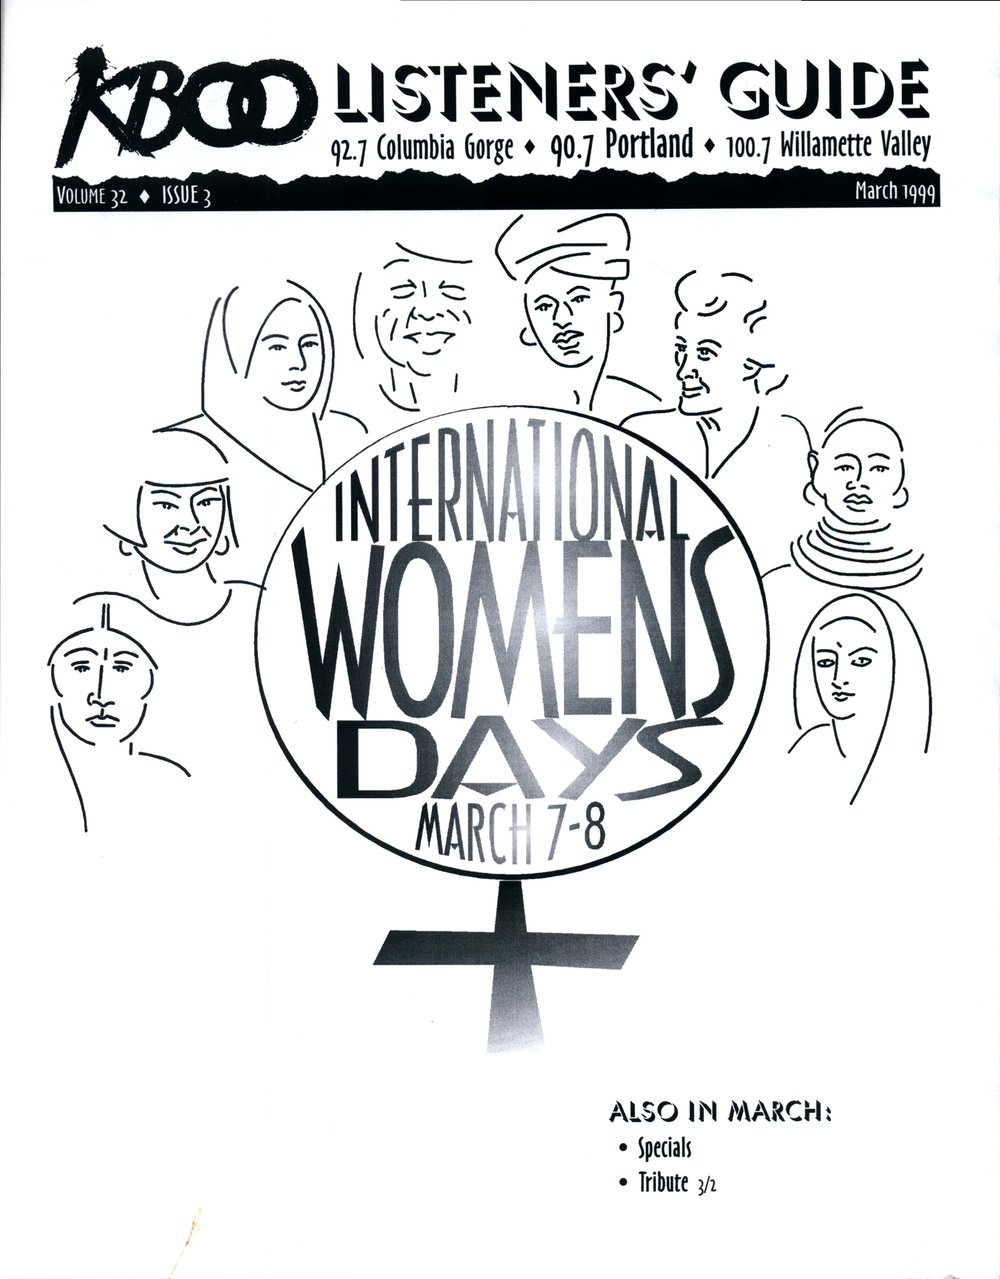 KBOO LISTENERS' GUIDE
92.7 Columbia Gorge ♦ 90.7 Portland ♦ 100.7 Willamette Valley
VOLUME 32 ♦ ISSUE 3
March 1999
INTERNATIONAL
WOMENS
DAYS
MARCH 7-8
ALSO IN MARCH:
• Specials
• Tribute 3/2